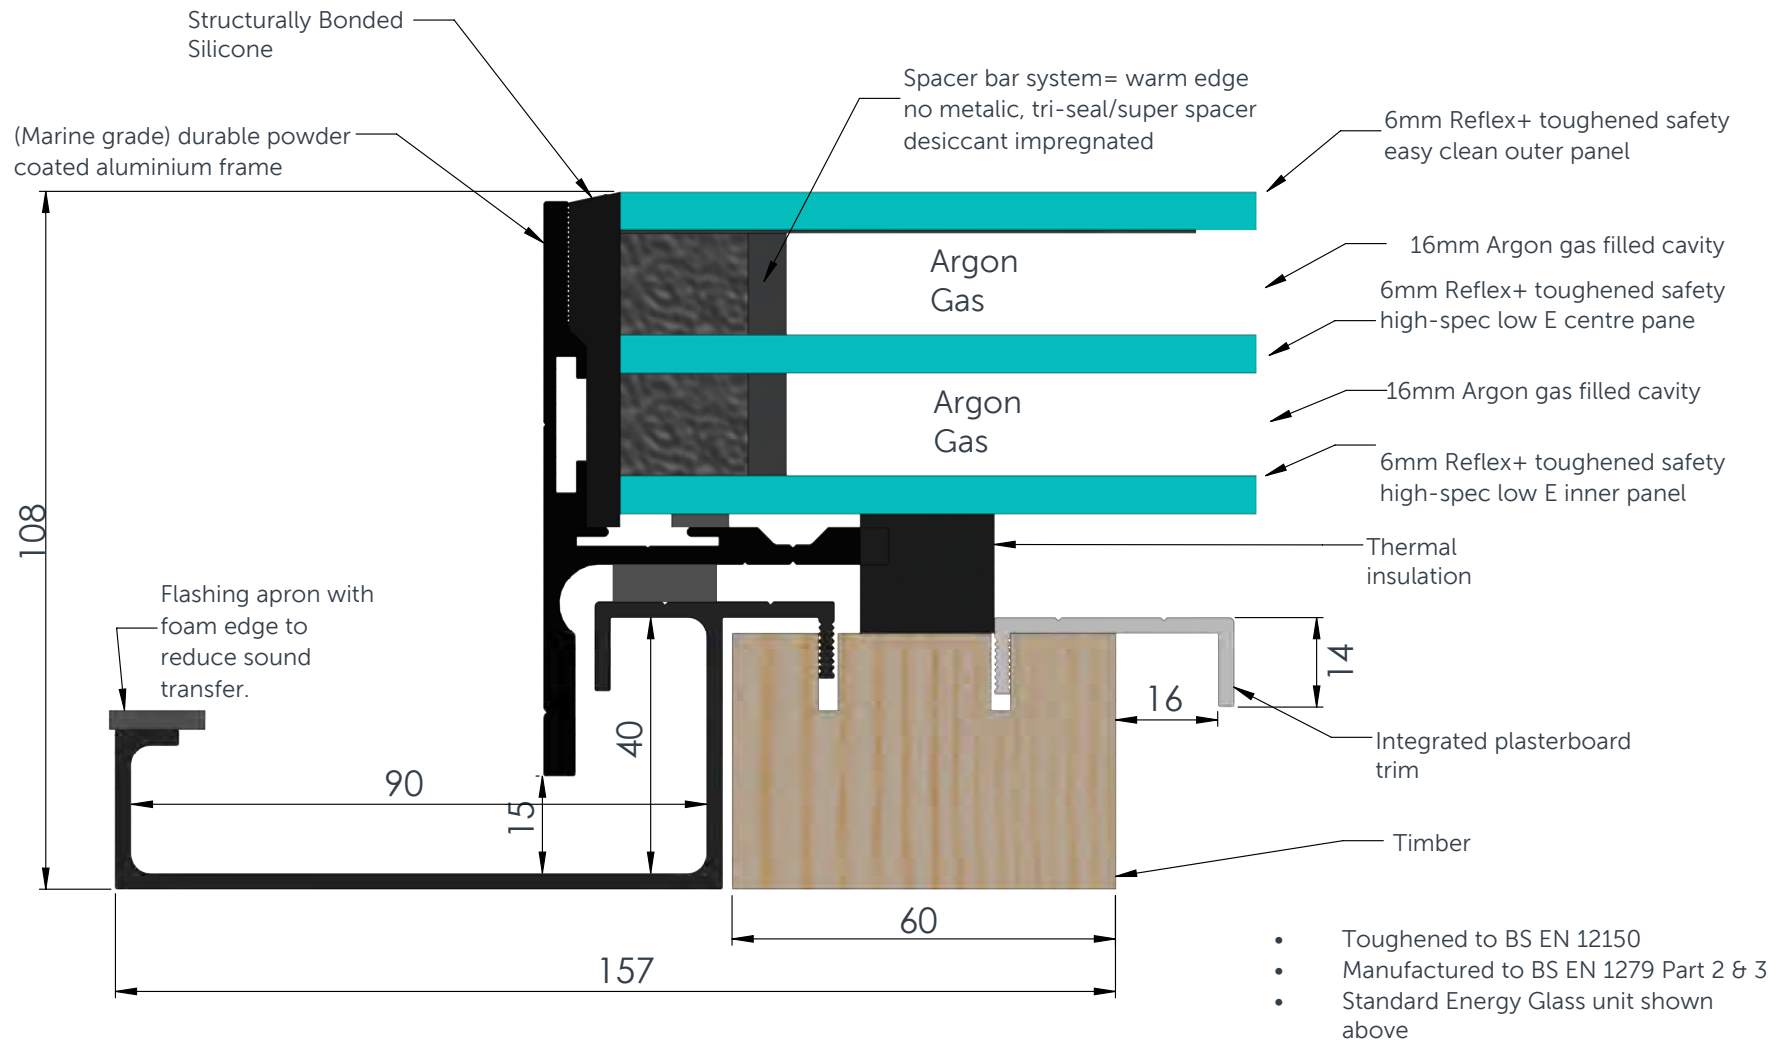 Structurally Bonded
Silicone
Spacer bar system= warm edge
no metalic, tri-seal/super spacer
desiccant impregnated
(Marine grade) durable powder
coated aluminium frame
6mm Reflex+ toughened safety
easy clean outer panel
Argon
Gas
16mm Argon gas filled cavity
6mm Reflex+ toughened safety
high-spec low E centre pane
Argon
Gas
16mm Argon gas filled cavity
6mm Reflex+ toughened safety
high-spec low E inner panel
108
Thermal
insulation
Flashing apron with
foam edge to
reduce sound
transfer.
14
16
40
Integrated plasterboard
trim
90
15
Timber
60
157
• Toughened to BS EN 12150
• Manufactured to BS EN 1279 Part 2 & 3
• Standard Energy Glass unit shown
above